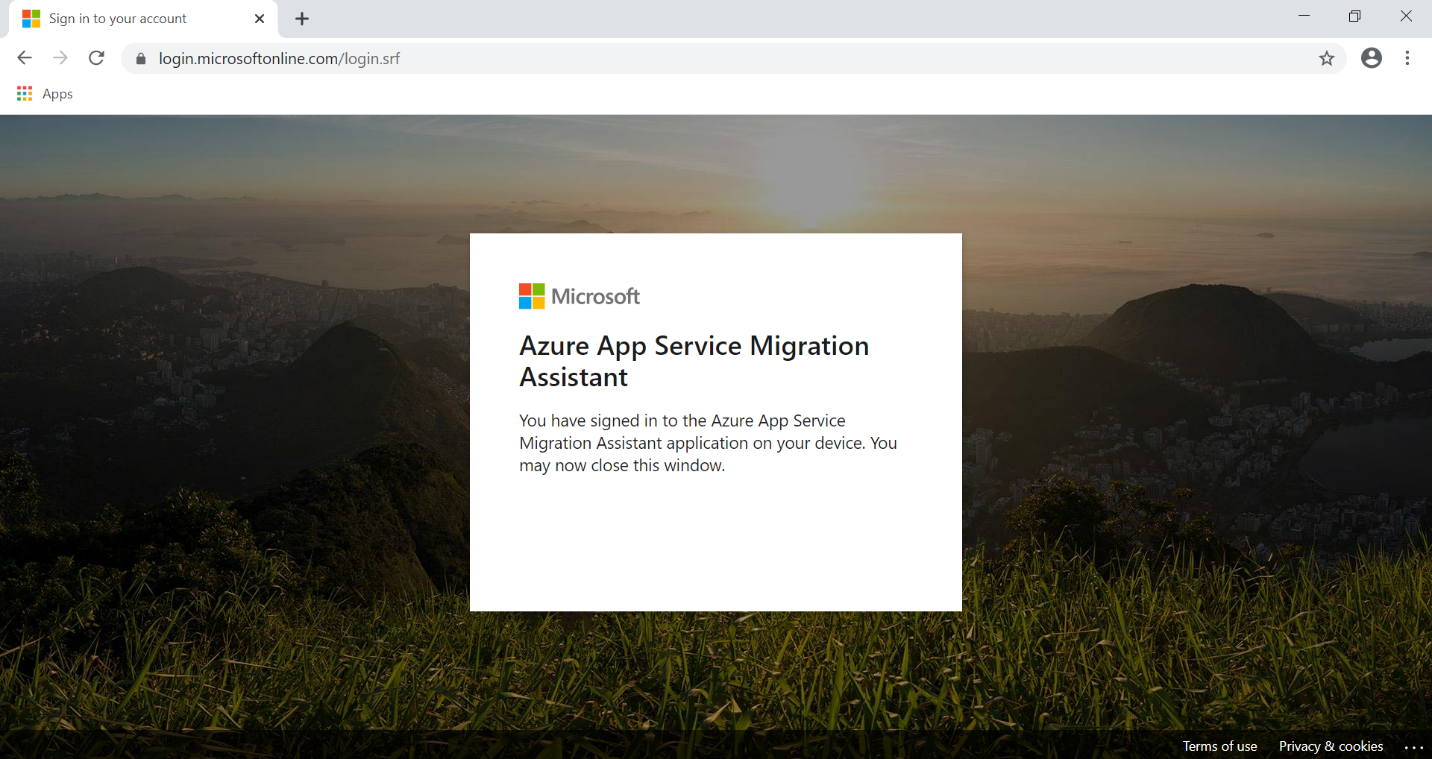 Sign in to your account
login.microsoftonline.com/login.srf
Apps
Microsoft
Azure App Service Migration
Assistant
You have signed in to the Azure App Service
Migration Assistant application on your device. You
may now close this window.
Terms of use Privacy & cookies ...